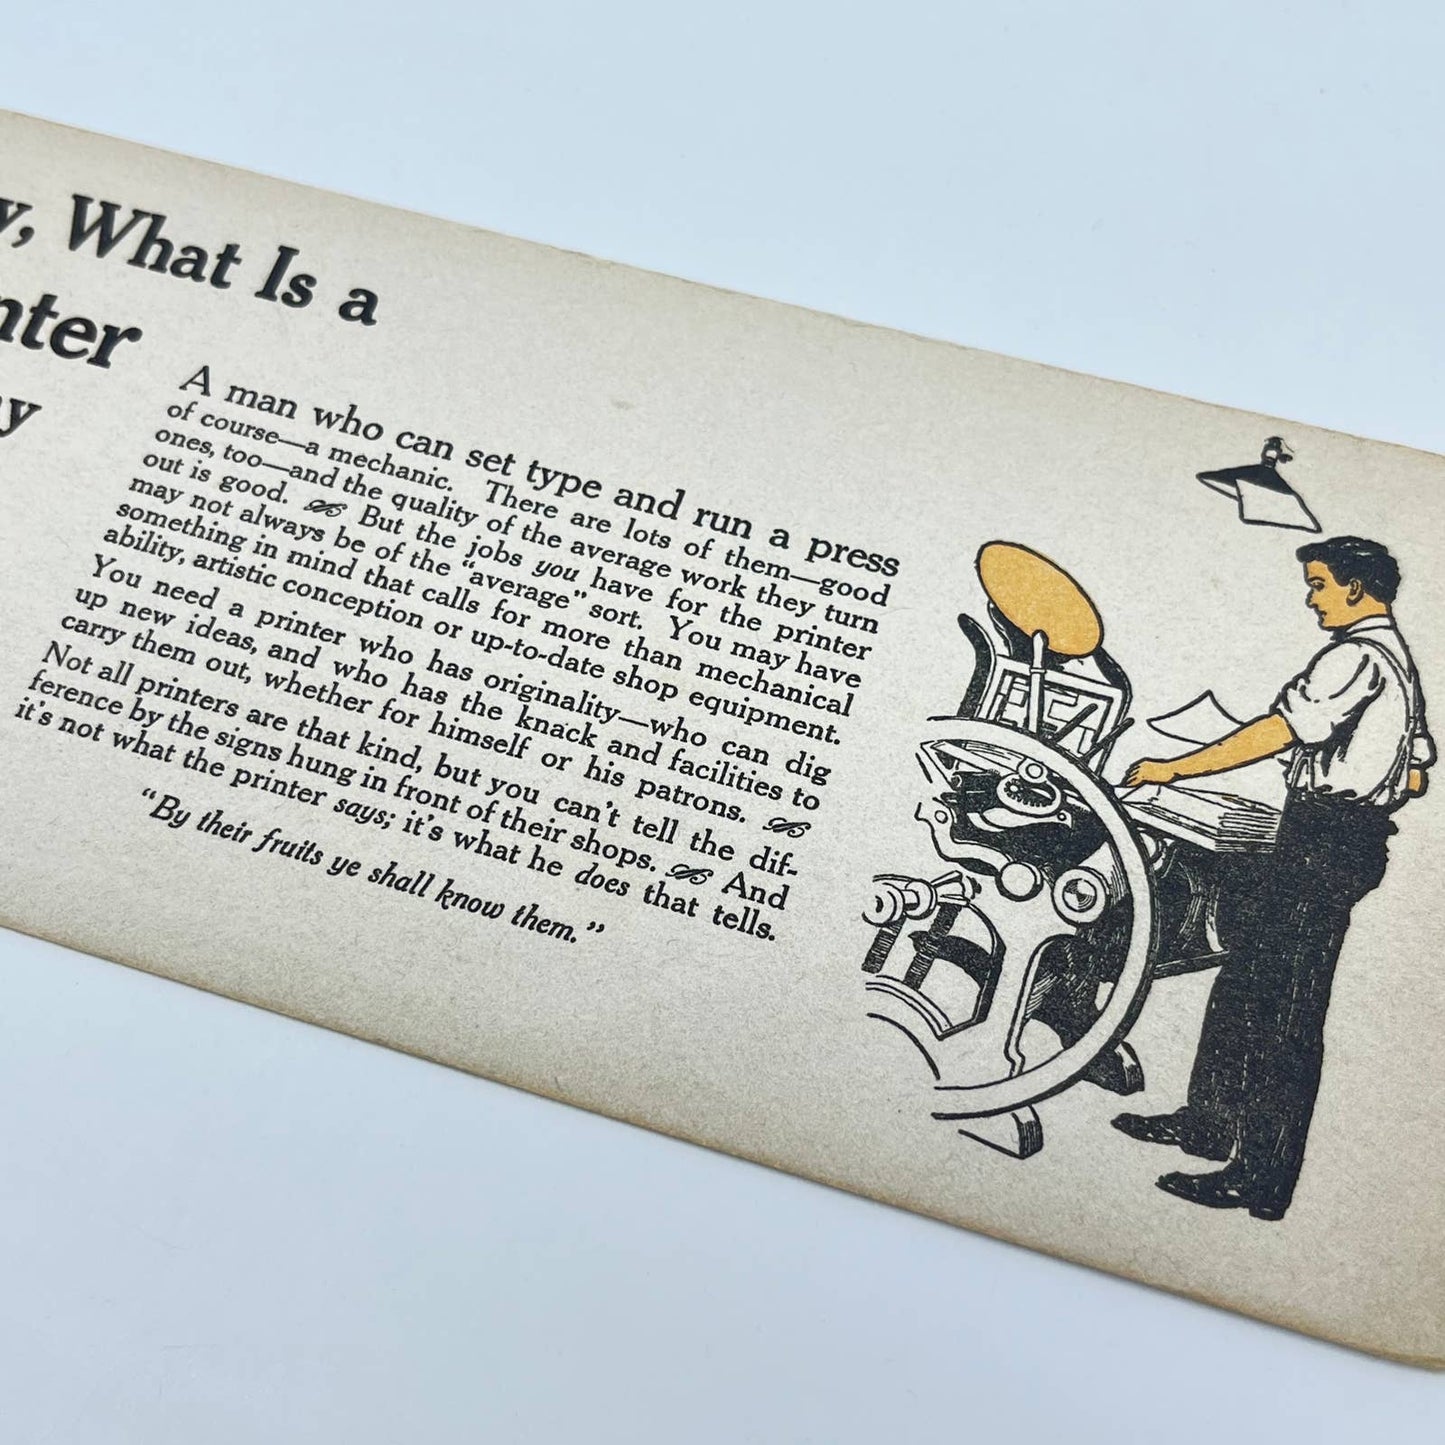 y, What Is a
nter
ay
A man who can set type and run a press
of course—a mechanic. There are lots of them—good
ones, too—and the quality of the average work they turn
out is good. But the jobs you have for the printer
may not always be of the "average" sort. You may have
something in mind that calls for more than mechanical
ability, artistic conception or up-to-date shop equipment.
You need a printer who has originality—who can dig
up new ideas, and who has the knack and facilities to
carry them out, whether for himself or his patrons.
Not all printers are that kind, but you can't tell the dif-
ference by the signs hung in front of their shops. And
it's not what the printer says; it's what he does that tells.
"By their fruits ye shall know them."